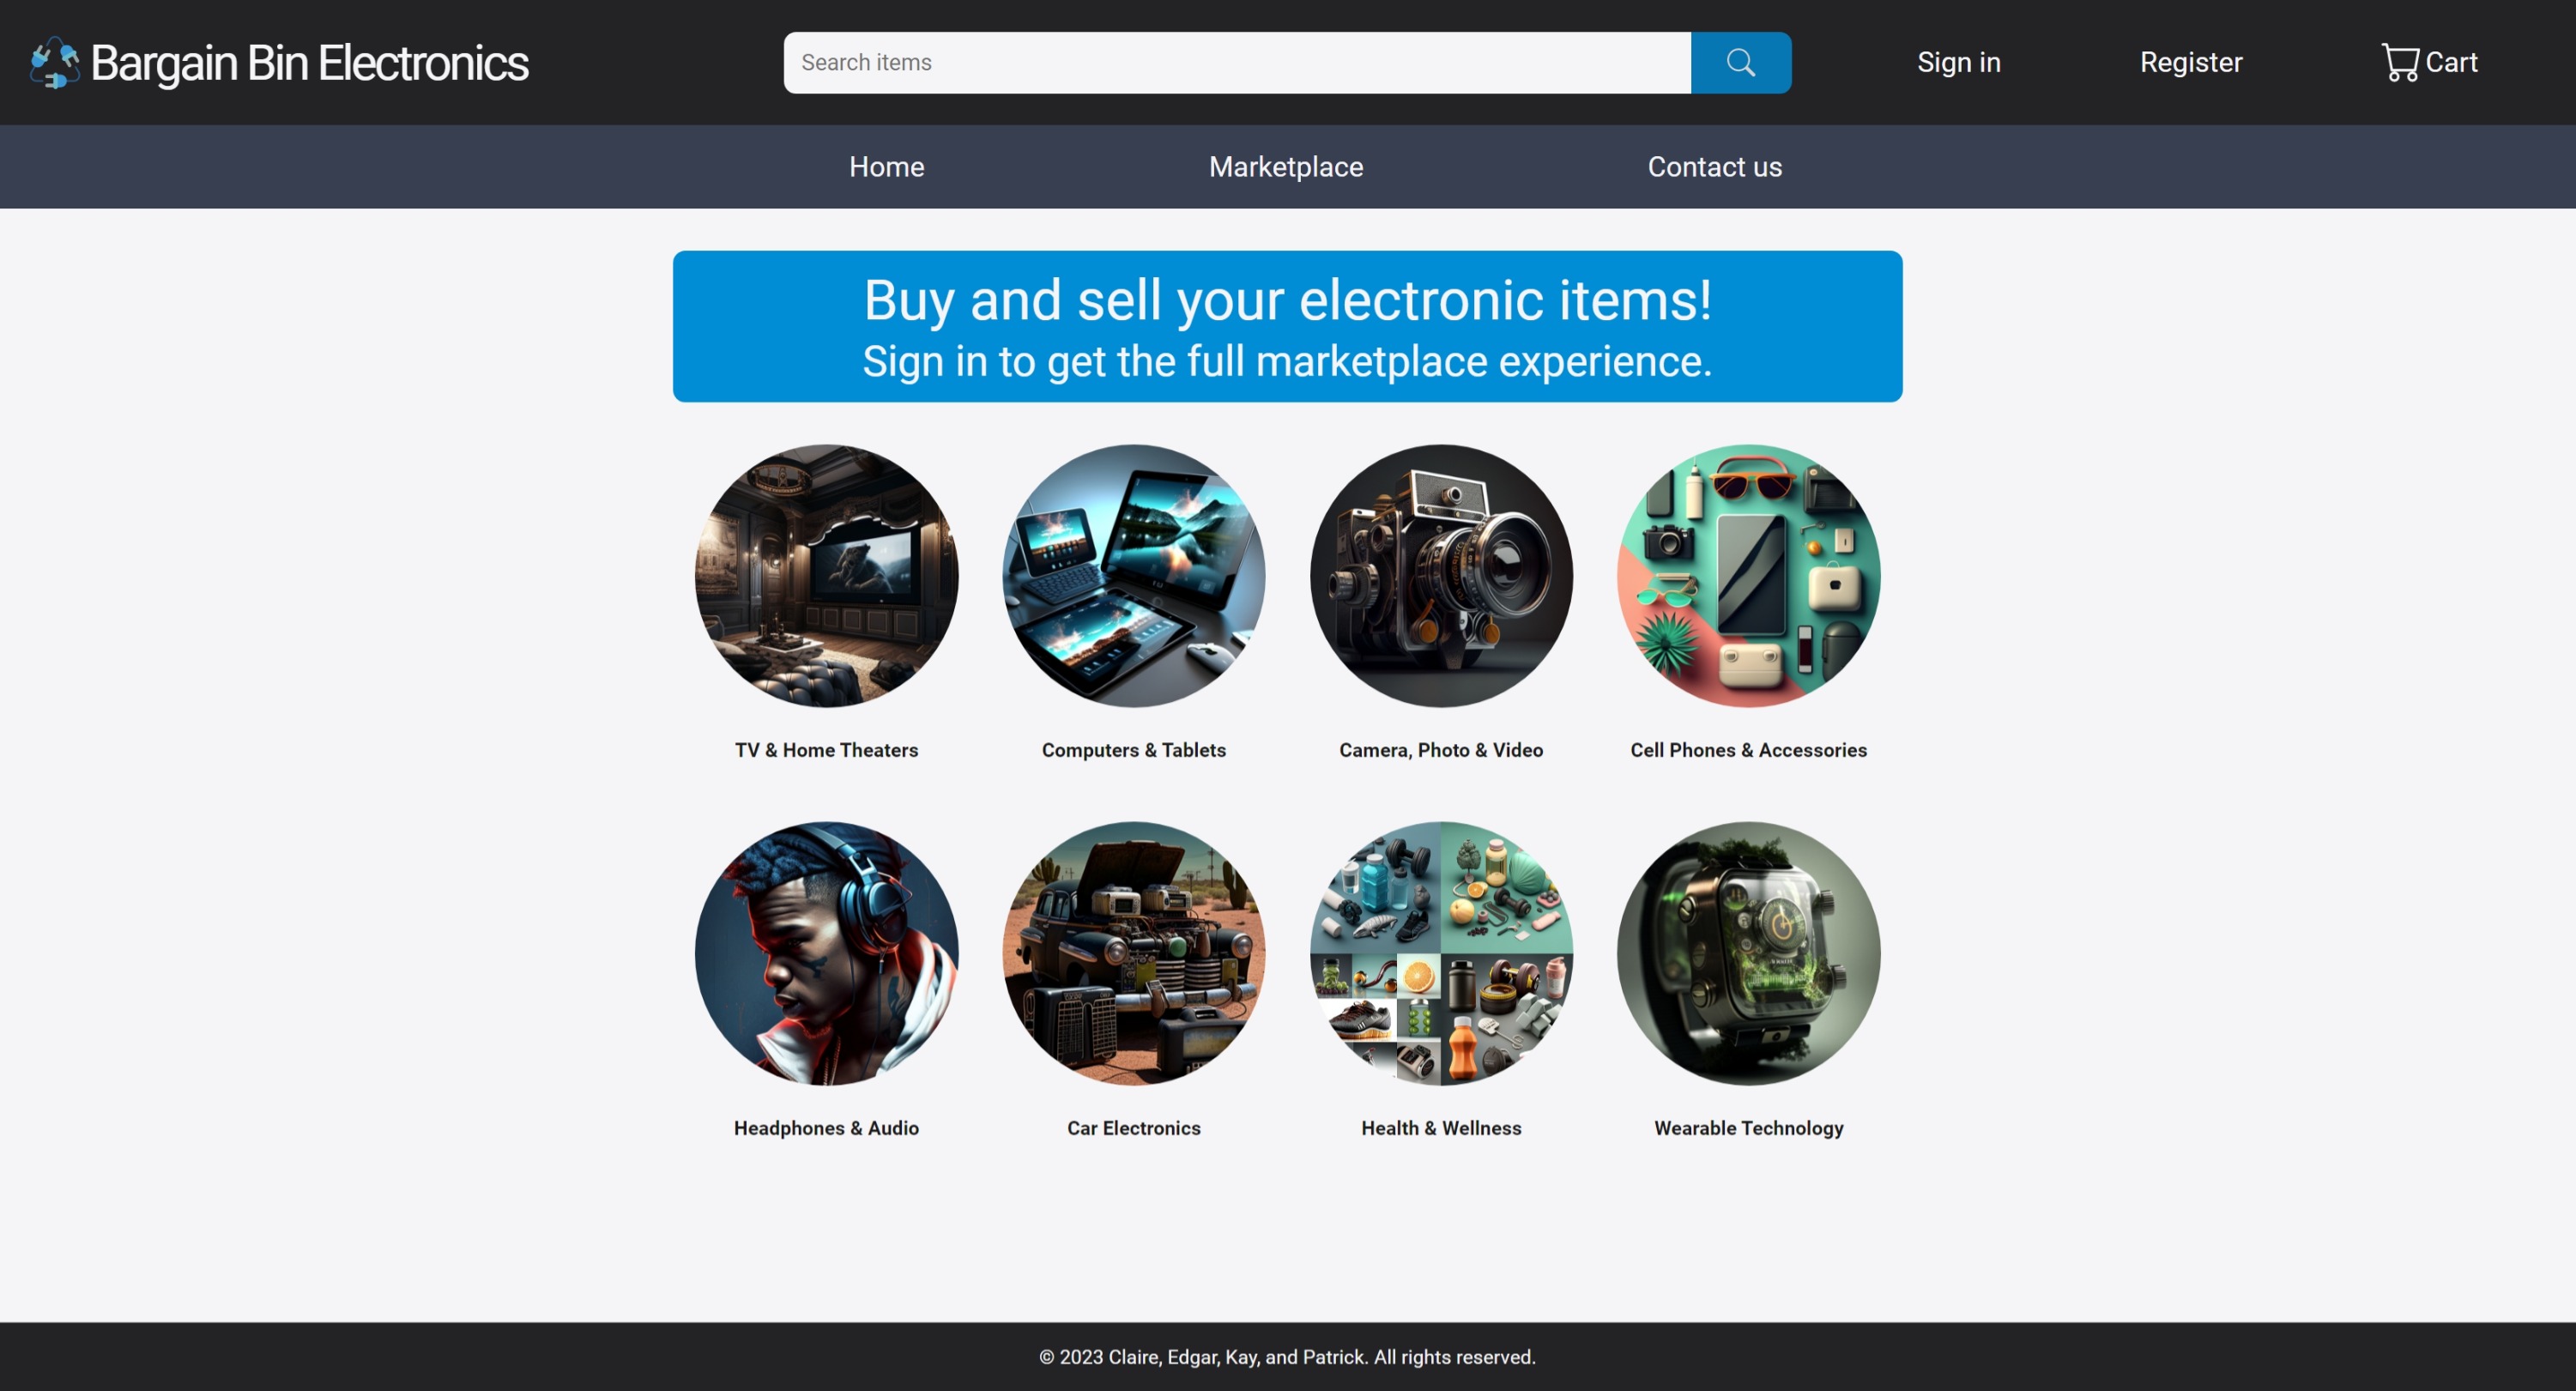 Bargain Bin Electronics
Search items
Sign in
Register
Cart
Home
Marketplace
Contact us
Buy and sell your electronic items!
Sign in to get the full marketplace experience.
TV & Home Theaters
Computers & Tablets
Camera, Photo & Video
Cell Phones & Accessories
Headphones & Audio
Car Electronics
Health & Wellness
Wearable Technology
© 2023 Claire, Edgar, Kay, and Patrick. All rights reserved.